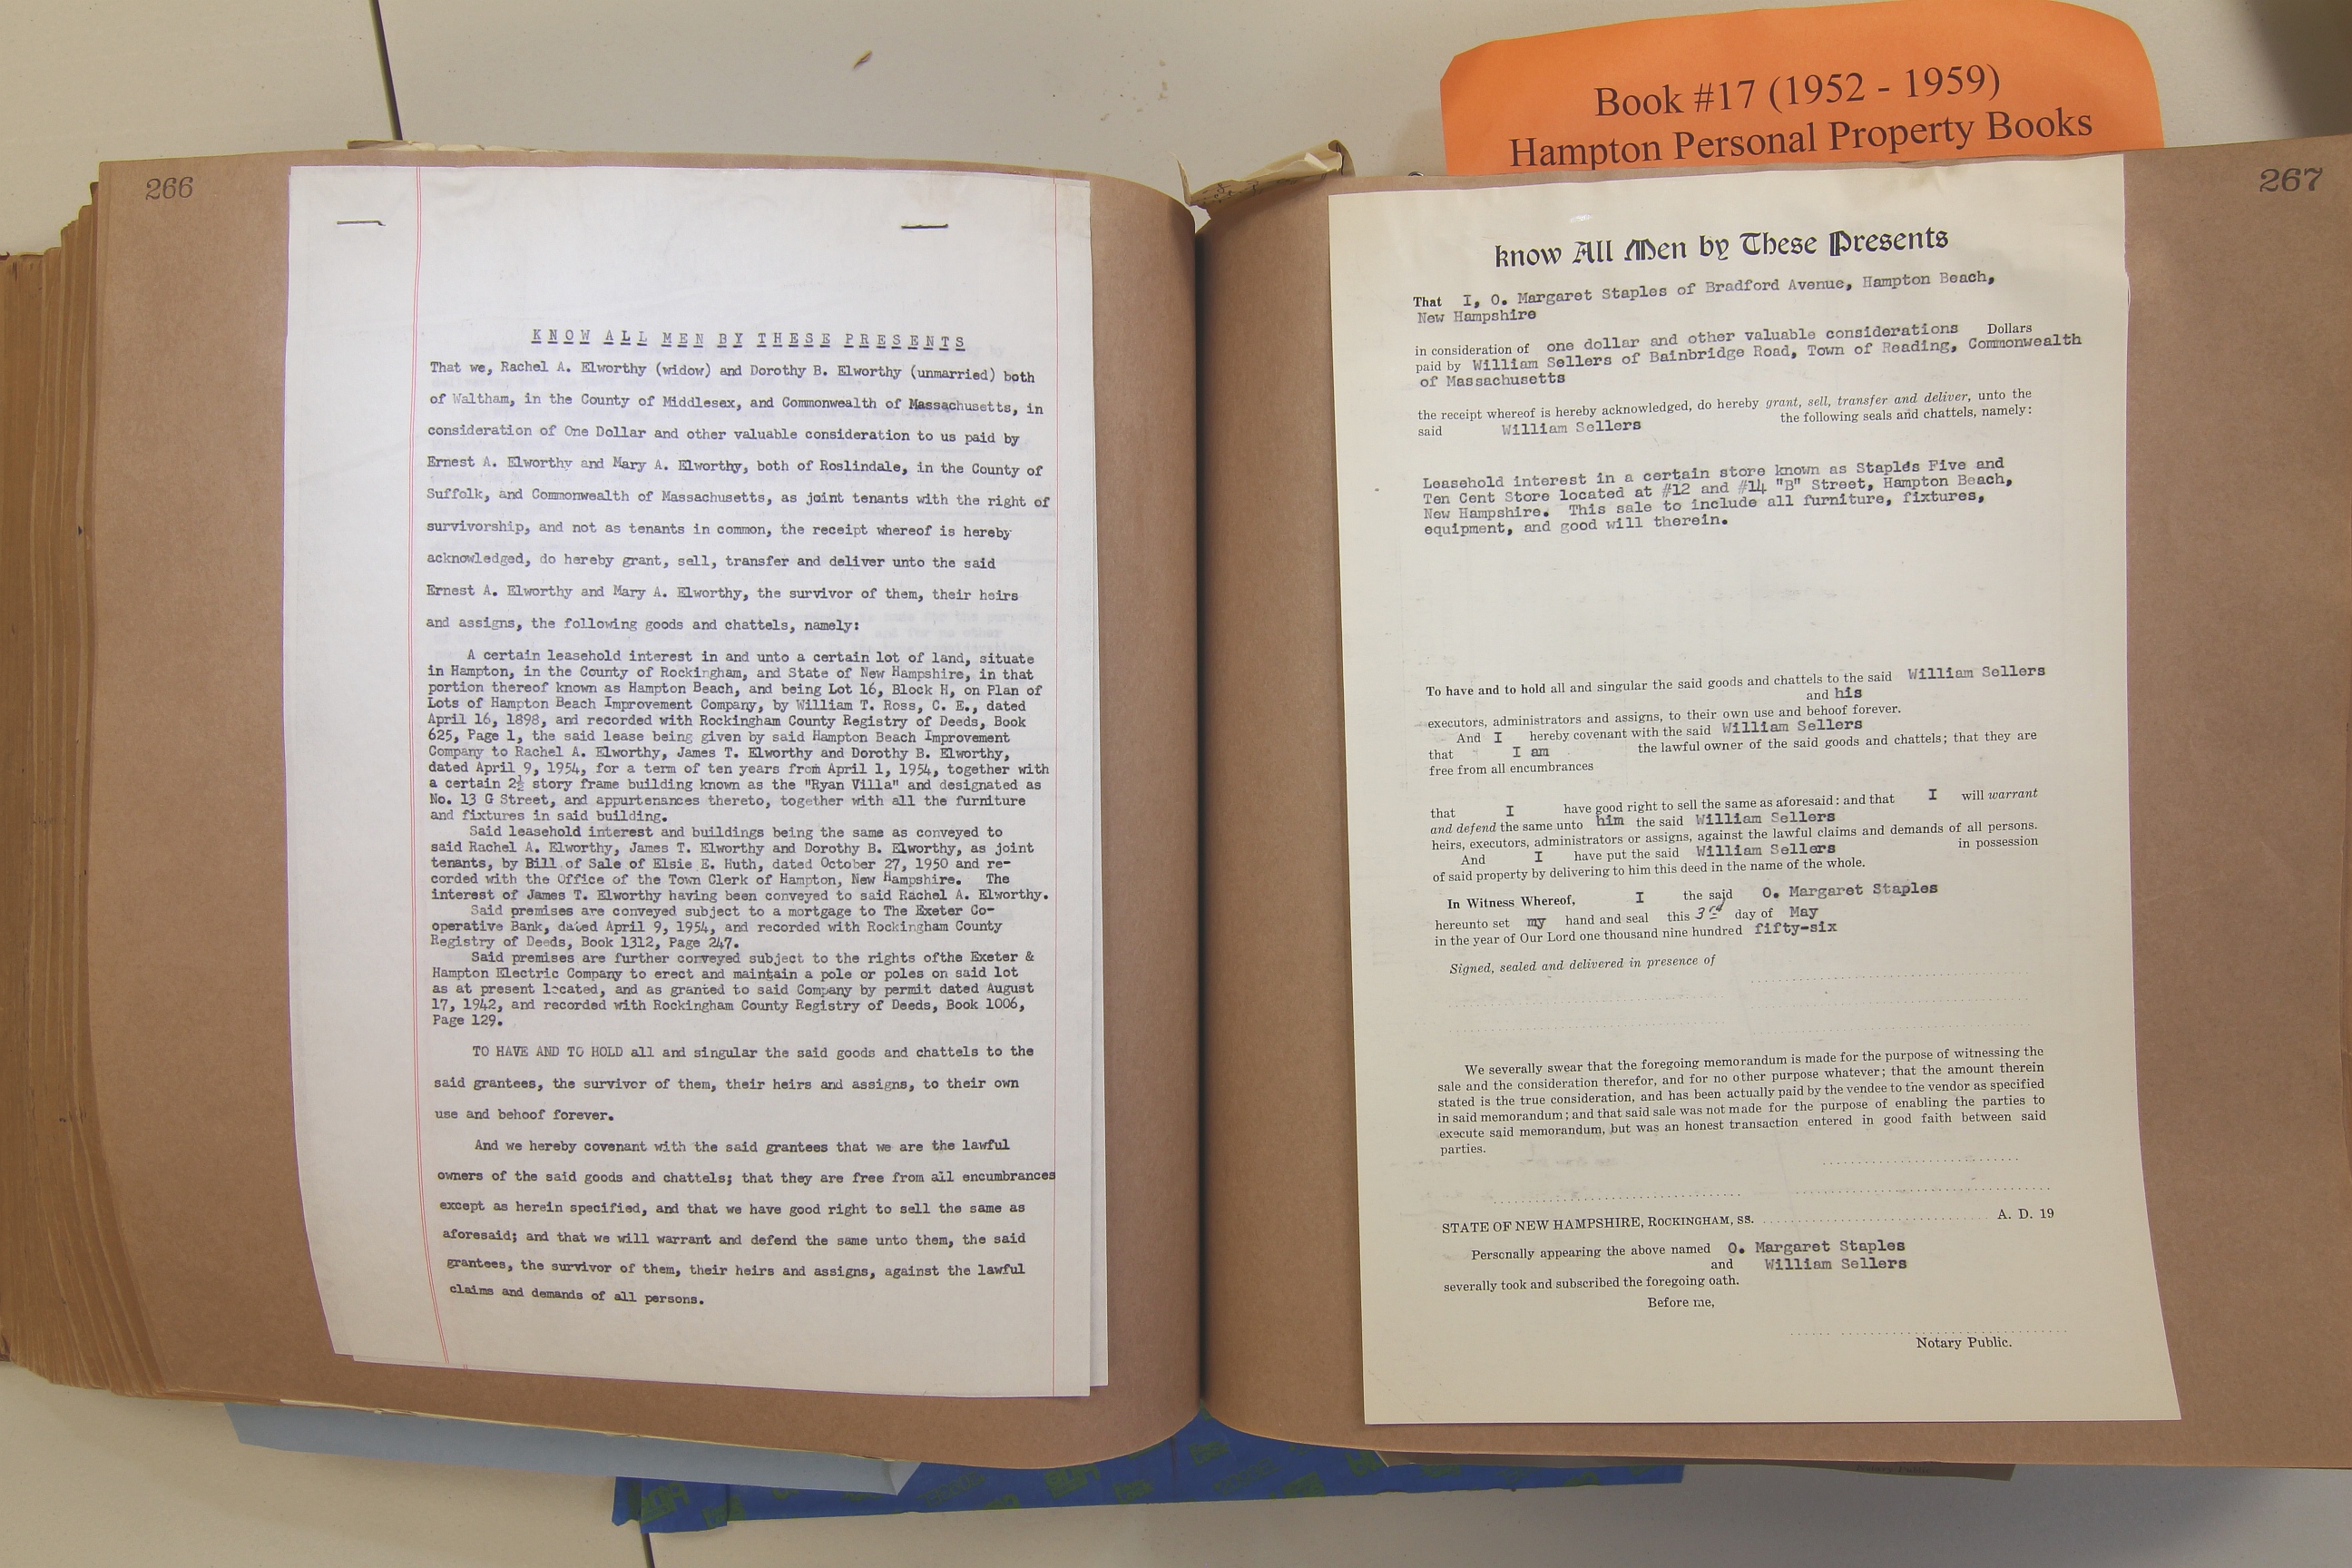 Book #17 (1952 - 1959)
Hampton Personal Property Books
266
KNOW ALL MEN BY THESE PRESENTS
That we, Rachel A. Elworthy (widow) and Dorothy B. Elworthy (unmarried) both
of Waltham, in the County of Middlesex, and Commonwealth of Massachusetts, in
consideration of One Dollar and other valuable consideration to us paid by
Ernest A. Elworthy and Mary A. Elworthy, both of Roslindale, in the County of
Suffolk, and Commonwealth of Massachusetts, as joint tenants with the right of
survivorship, and not as tenants in common, the receipt whereof is hereby
acknowledged, do hereby grant, sell, transfer and deliver unto the said
Ernest A. Elworthy and Mary A. Elworthy, the survivor of them, their heirs
and assigns, the following goods and chattels, namely:
A certain leasehold interest in and unto a certain lot of land, situate
in Hampton, in the County of Rockingham, and State of New Hampshire, in that
portion thereof known as Hampton Beach, and being Lot 16, Block H, on Plan of
Lots of Hampton Beach Improvement Company, by William T. Ross, C. E., dated
April 16, 1898, and recorded with Rockingham County Registry of Deeds, Book
625, Page 1, the said lease being given by said Hampton Beach Improvement
Company to Rachel A. Elworthy, James T. Elworthy and Dorothy B. Elworthy,
dated April 9, 1954, for a term of ten years from April 1, 1954, together with
a certain 2½ story frame building known as the "Ryan Villa" and designated as
No. 13 G Street, and appurtenances thereto, together with all the furniture
and fixtures in said building.
Said leasehold interest and buildings being the same as conveyed to
said Rachel A. Elworthy, James T. Elworthy and Dorothy B. Elworthy, as joint
tenants, by Bill of Sale of Elsie E. Huth, dated October 27, 1950 and re-
corded with the Office of the Town Clerk of Hampton, New Hampshire. The
interest of James T. Elworthy having been conveyed to said Rachel A. Elworthy.
Said premises are conveyed subject to a mortgage to The Exeter Co-
operative Bank, dated April 9, 1954, and recorded with Rockingham County
Registry of Deeds, Book 1312, Page 247.
Said premises are further conveyed subject to the rights ofthe Exeter &
Hampton Electric Company to erect and maintain a pole or poles on said lot
as at present located, and as granted to said Company by permit dated August
17, 1942, and recorded with Rockingham County Registry of Deeds, Book 1006,
Page 129.
TO HAVE AND TO HOLD all and singular the said goods and chattels to the
said grantees, the survivor of them, their heirs and assigns, to their own
use and behoof forever.
And we hereby covenant with the said grantees that we are the lawful
owners of the said goods and chattels; that they are free from all encumbrances
except as herein specified, and that we have good right to sell the same as
aforesaid; and that we will warrant and defend the same unto them, the said
grantees, the survivor of them, their heirs and assigns, against the lawful
claims and demands of all persons.
267
know All Men by These Presents
That I, O. Margaret Staples of Bradford Avenue, Hampton Beach,
New Hampshire
in consideration of one dollar and other valuable considerations Dollars
paid by William Sellers of Bainbridge Road, Town of Reading, Commonwealth
of Massachusetts
the receipt whereof is hereby acknowledged, do hereby grant, sell, transfer and deliver, unto the
said William Sellers the following seals and chattels, namely:
Leasehold interest in a certain store known as Staples Five and
Ten Cent Store located at #12 and #14 "B" Street, Hampton Beach,
New Hampshire. This sale to include all furniture, fixtures,
equipment, and good will therein.
To have and to hold all and singular the said goods and chattels to the said William Sellers
and his
executors, administrators and assigns, to their own use and behoof forever.
And I hereby covenant with the said William Sellers
that I am the lawful owner of the said goods and chattels; that they are
free from all encumbrances
that I have good right to sell the same as aforesaid: and that I will warrant
and defend the same unto him the said William Sellers
heirs, executors, administrators or assigns, against the lawful claims and demands of all persons.
And I have put the said William Sellers in possession
of said property by delivering to him this deed in the name of the whole.
In Witness Whereof, I the said O. Margaret Staples
hereunto set my hand and seal this 3rd day of May
in the year of Our Lord one thousand nine hundred fifty-six
Signed, sealed and delivered in presence of
We severally swear that the foregoing memorandum is made for the purpose of witnessing the
sale and the consideration therefor, and for no other purpose whatever; that the amount therein
stated is the true consideration, and has been actually paid by the vendee to the vendor as specified
in said memorandum; and that said sale was not made for the purpose of enabling the parties to
execute said memorandum, but was an honest transaction entered in good faith between said
parties.
STATE OF NEW HAMPSHIRE, ROCKINGHAM, SS. A. D. 19
Personally appearing the above named O. Margaret Staples
and William Sellers
severally took and subscribed the foregoing oath.
Before me,
Notary Public.